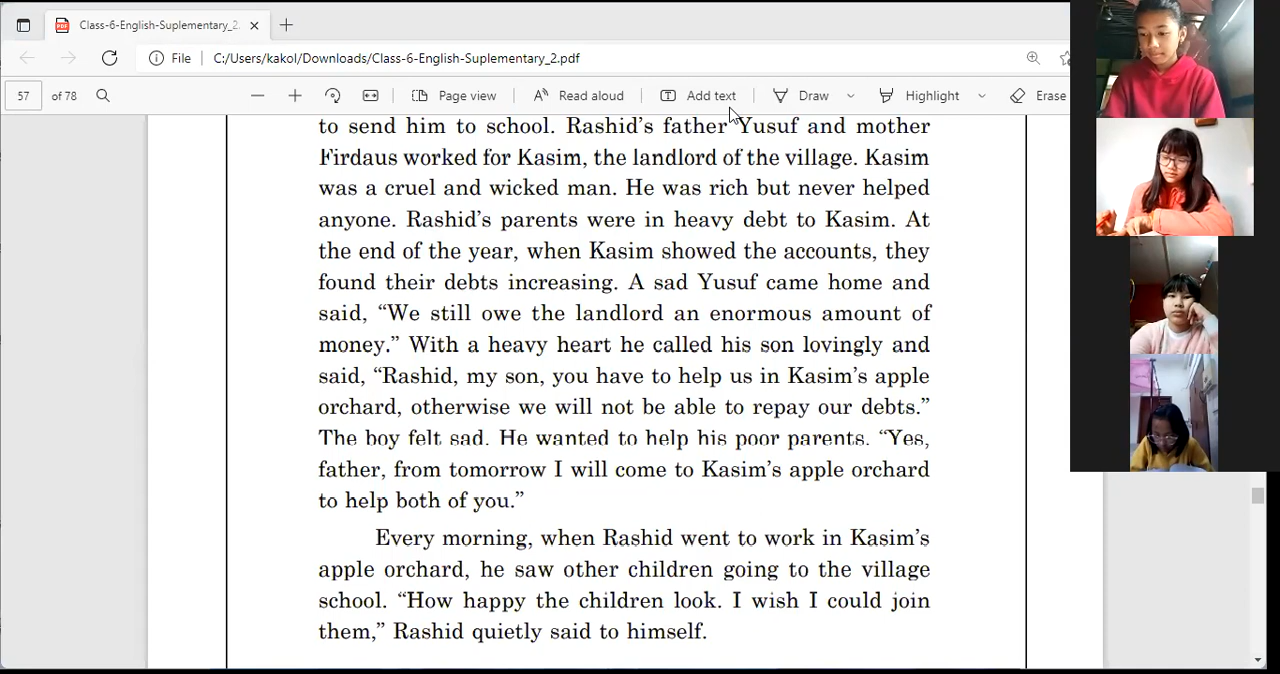 Class-6-English-Suplementary_2.
File C:/Users/kakol/Downloads/Class-6-English-Suplementary_2.pdf
57 of 78 Page view Read aloud Add text Draw Highlight Erase
to send him to school. Rashid's father Yusuf and mother
Firdaus worked for Kasim, the landlord of the village. Kasim
was a cruel and wicked man. He was rich but never helped
anyone. Rashid's parents were in heavy debt to Kasim. At
the end of the year, when Kasim showed the accounts, they
found their debts increasing. A sad Yusuf came home and
said, “We still owe the landlord an enormous amount of
money.” With a heavy heart he called his son lovingly and
said, “Rashid, my son, you have to help us in Kasim's apple
orchard, otherwise we will not be able to repay our debts.”
The boy felt sad. He wanted to help his poor parents. “Yes,
father, from tomorrow I will come to Kasim's apple orchard
to help both of you.”
Every morning, when Rashid went to work in Kasim's
apple orchard, he saw other children going to the village
school. “How happy the children look. I wish I could join
them,” Rashid quietly said to himself.